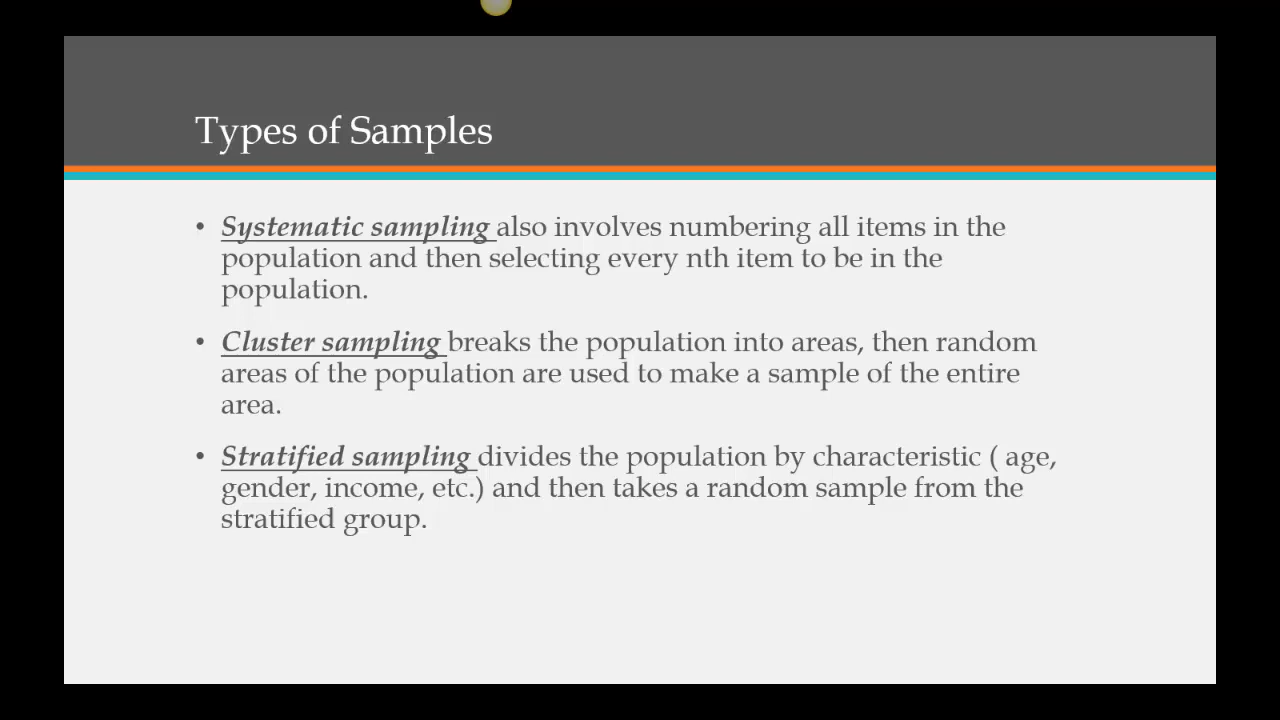 Types of Samples
• Systematic sampling also involves numbering all items in the
population and then selecting every nth item to be in the
population.
• Cluster sampling breaks the population into areas, then random
areas of the population are used to make a sample of the entire
area.
• Stratified sampling divides the population by characteristic ( age,
gender, income, etc.) and then takes a random sample from the
stratified group.